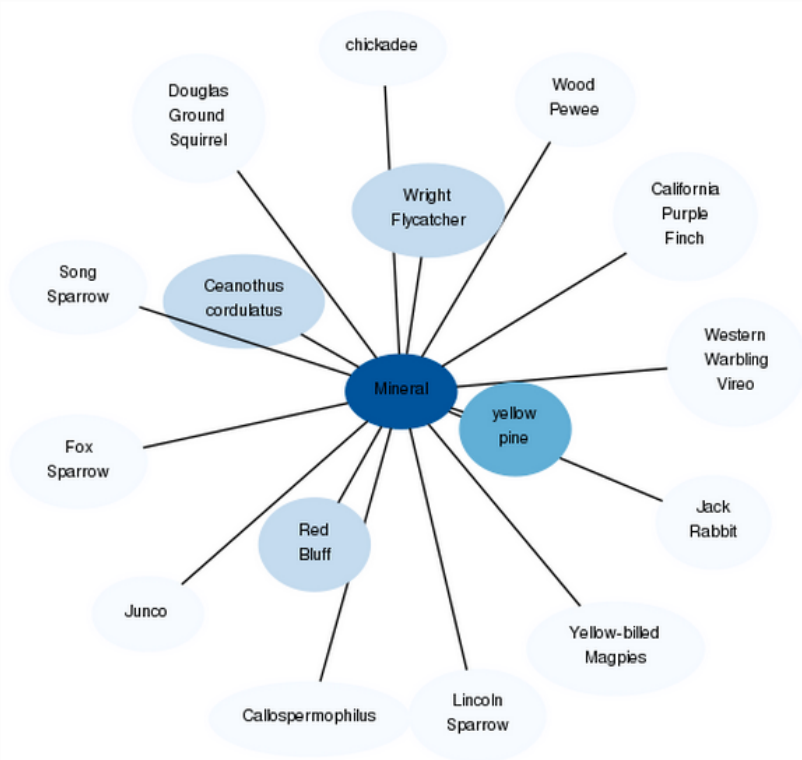 chickadee
Wood
Pewee
Douglas
Ground
Squirrel
Wright
Flycatcher
California
Purple
Finch
Song
Sparrow
Ceanothus
cordulatus
Western
Warbling
Vireo
Mineral
yellow
pine
Fox
Sparrow
Jack
Rabbit
Red
Bluff
Junco
Yellow-billed
Magpies
Callospermophilus
Lincoln
Sparrow